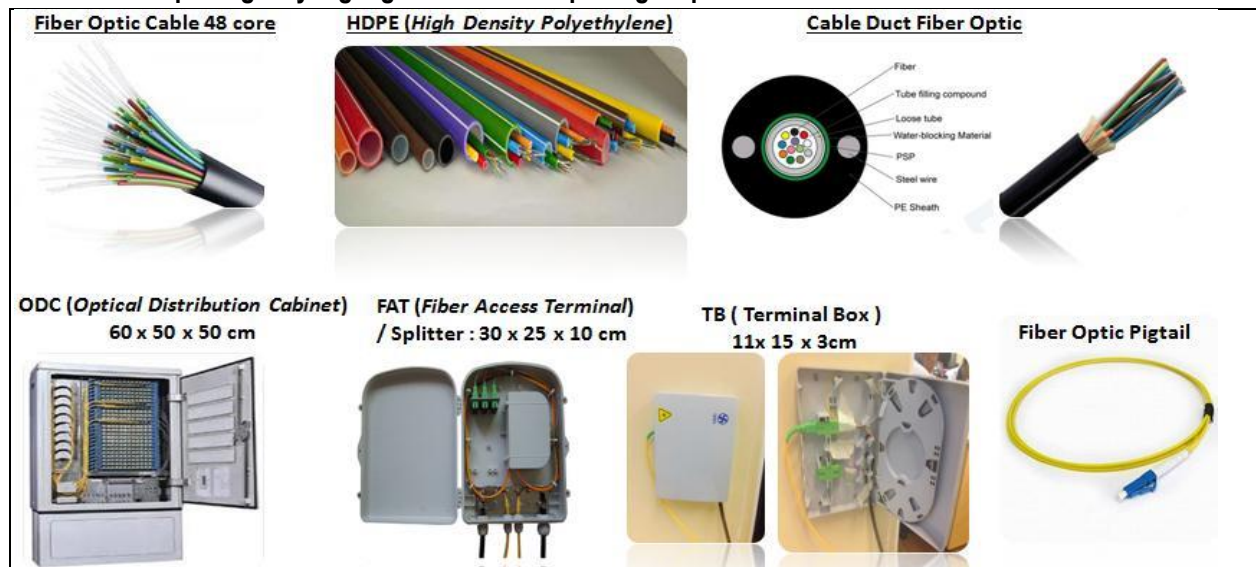 Fiber Optic Cable 48 core
HDPE (High Density Polyethylene)
Cable Duct Fiber Optic
Fiber
Tube filling compound
Loose tube
Water-blocking Material
PSP
Steel wire
PE Sheath
ODC (Optical Distribution Cabinet)
60 x 50 x 50 cm
FAT (Fiber Access Terminal)
/ Splitter : 30 x 25 x 10 cm
TB ( Terminal Box )
11x 15 x 3cm
Fiber Optic Pigtail